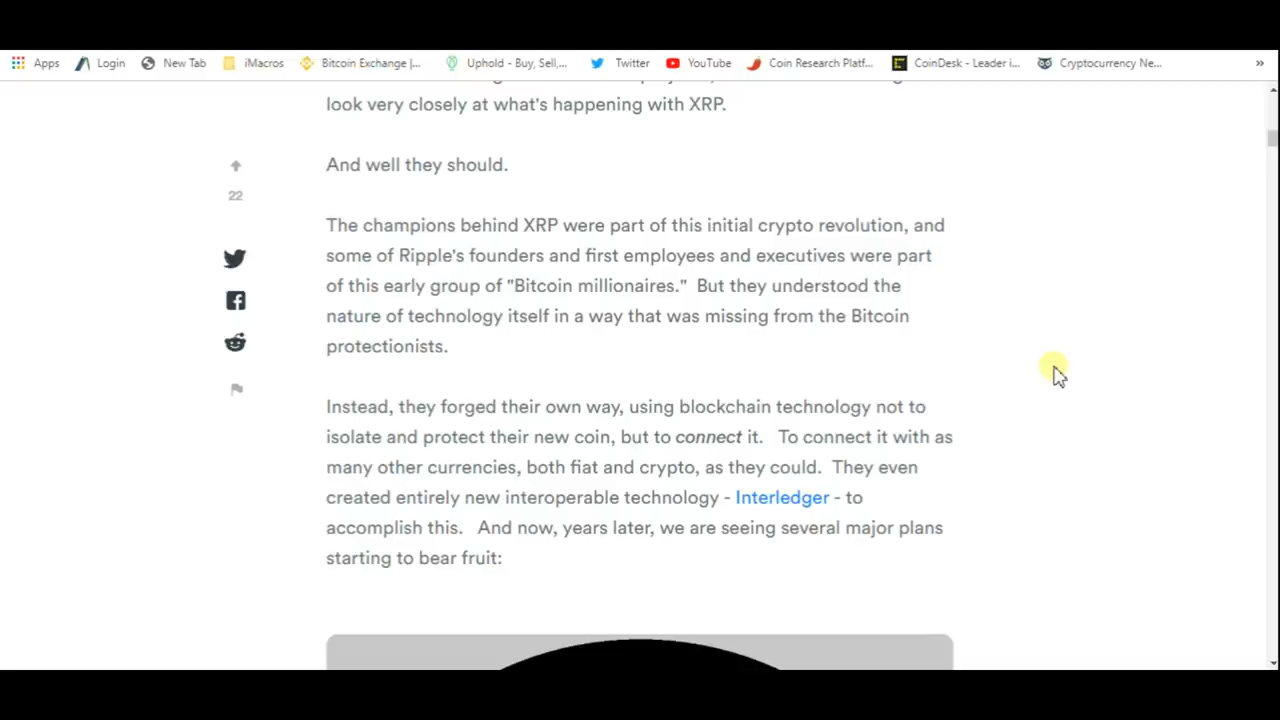 Apps Login New Tab iMacros Bitcoin Exchange |... Uphold - Buy, Sell,... Twitter YouTube Coin Research Platf... CoinDesk - Leader i... Cryptocurrency Ne... »
look very closely at what's happening with XRP.
And well they should.
22
The champions behind XRP were part of this initial crypto revolution, and
some of Ripple's founders and first employees and executives were part
of this early group of "Bitcoin millionaires."  But they understood the
nature of technology itself in a way that was missing from the Bitcoin
protectionists.
Instead, they forged their own way, using blockchain technology not to
isolate and protect their new coin, but to connect it.   To connect it with as
many other currencies, both fiat and crypto, as they could.  They even
created entirely new interoperable technology - Interledger - to
accomplish this.   And now, years later, we are seeing several major plans
starting to bear fruit: